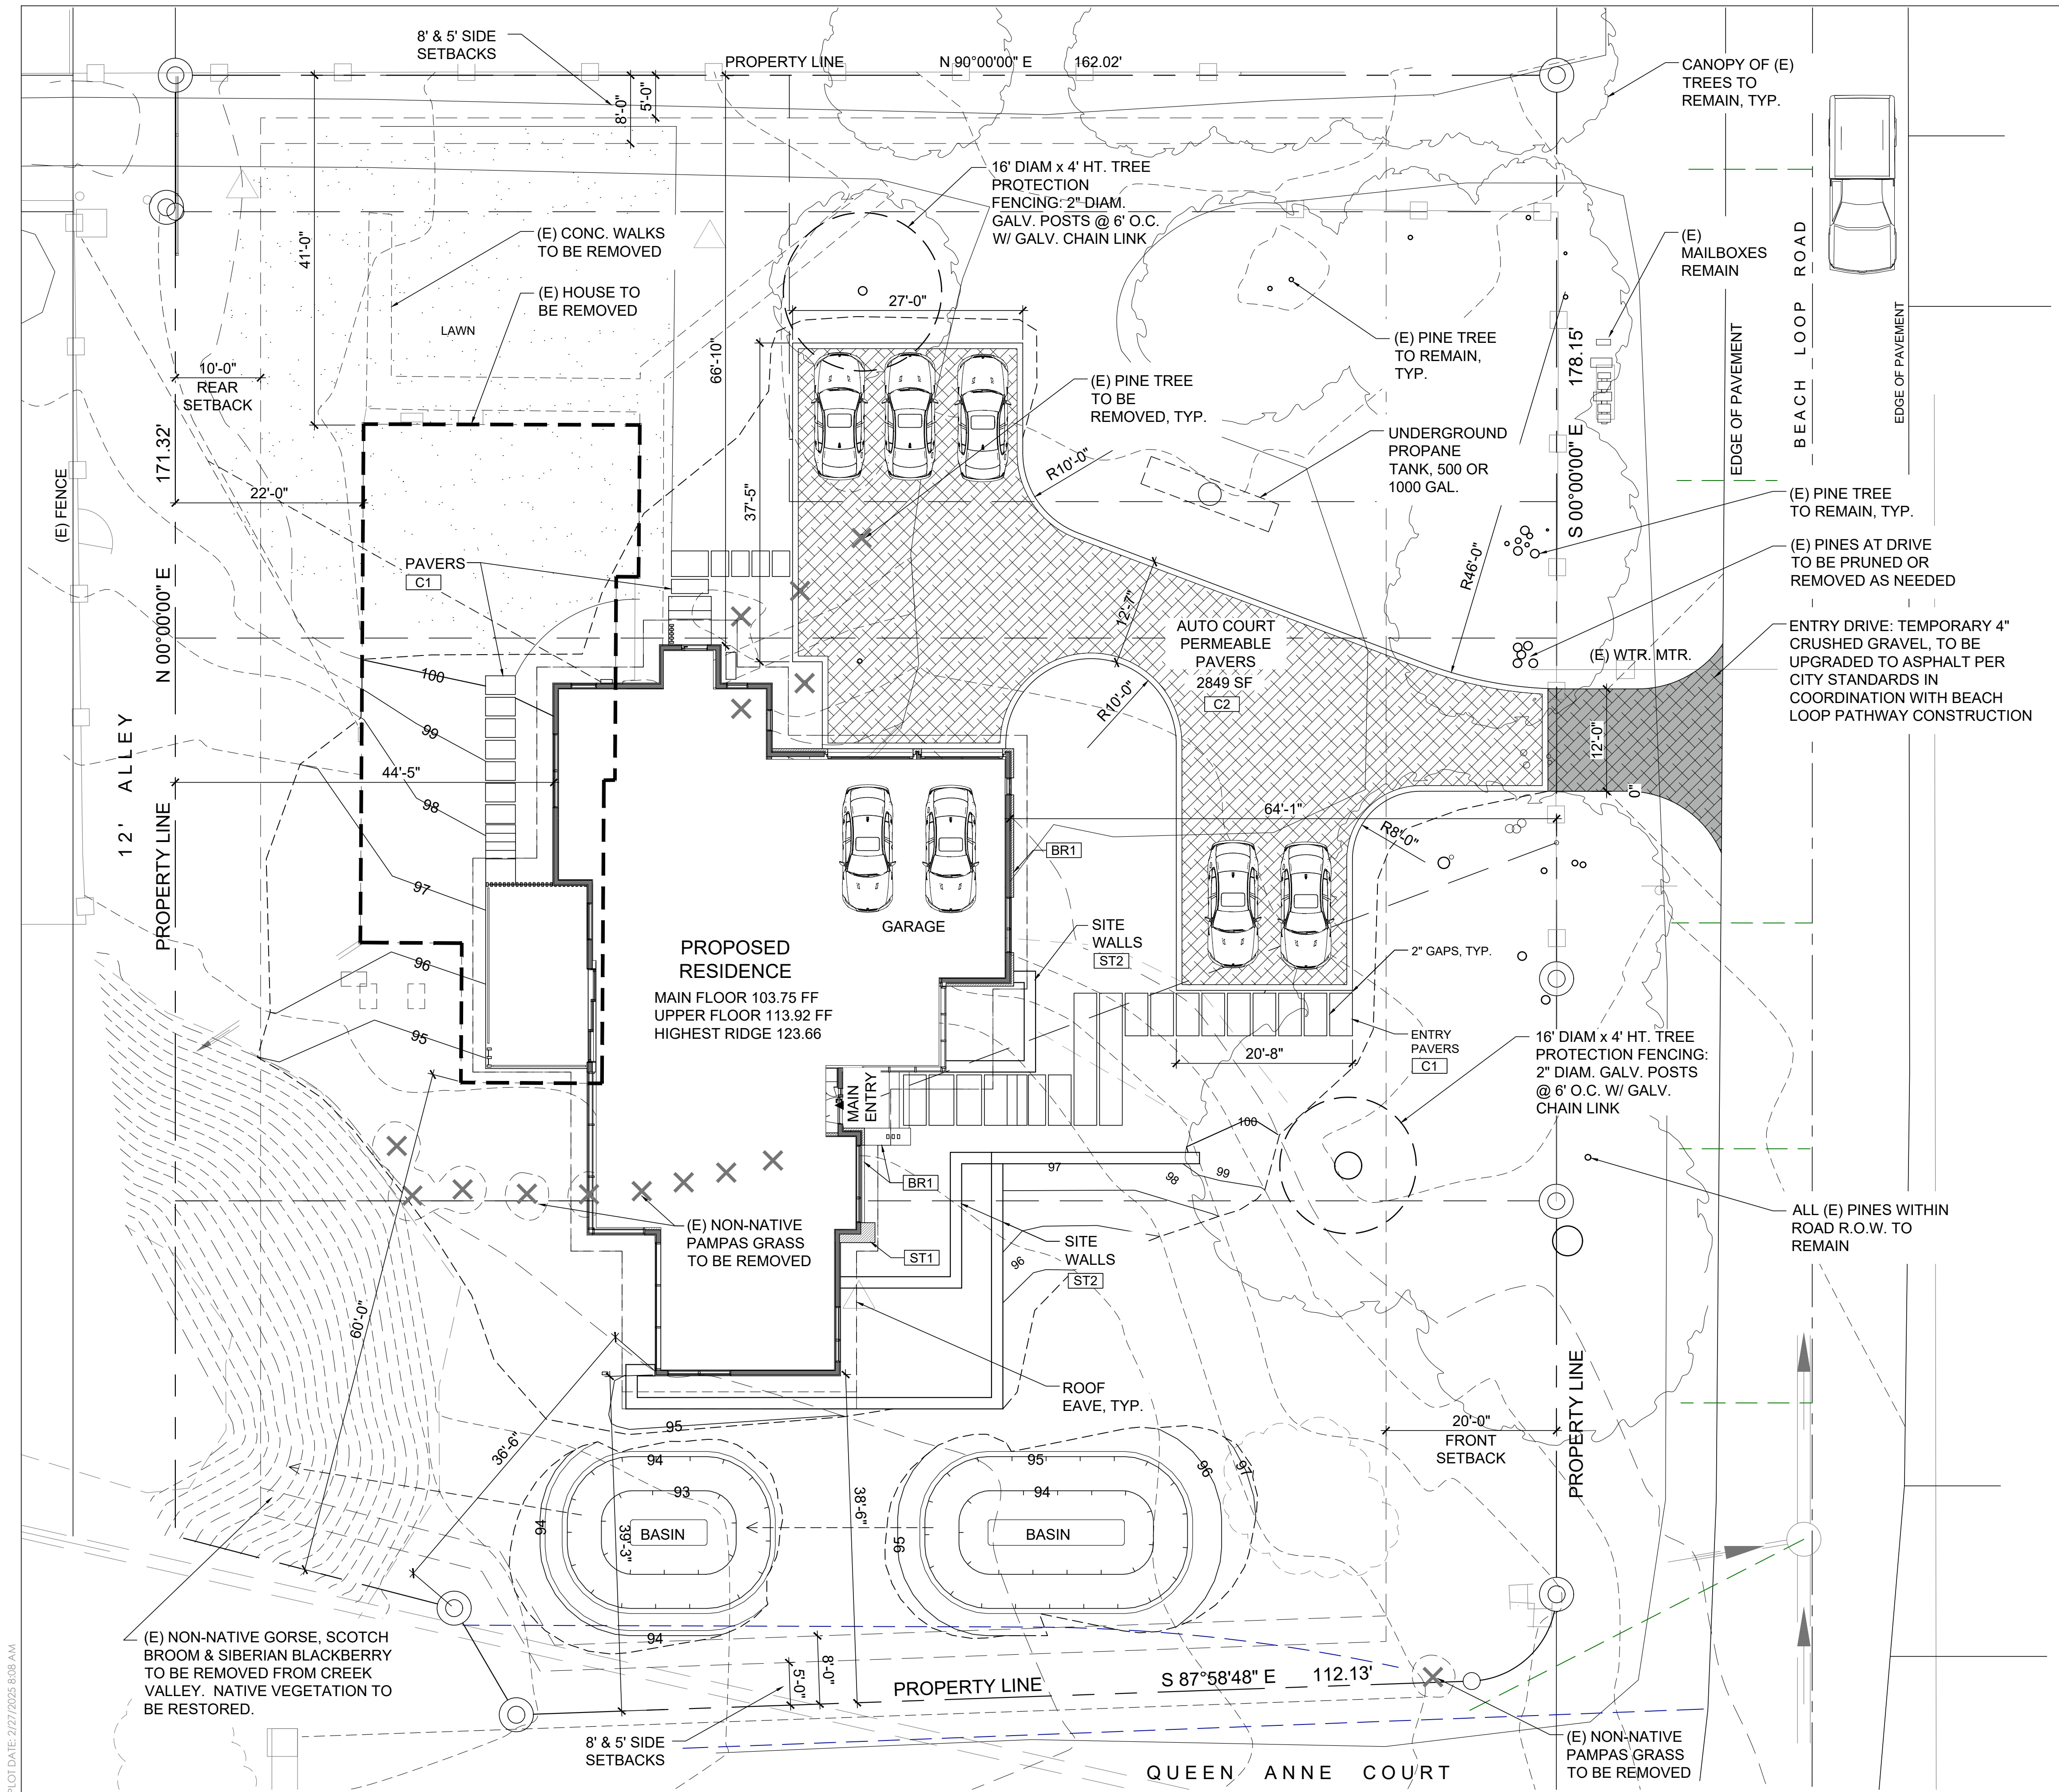 8' & 5' SIDE
SETBACKS
PROPERTY LINE
N 90°00'00" E
162.02'
CANOPY OF (E)
TREES TO
REMAIN, TYP.
8'-0"
5'-0"
41'-0"
16' DIAM x 4' HT. TREE
PROTECTION
FENCING: 2" DIAM.
GALV. POSTS @ 6' O.C.
W/ GALV. CHAIN LINK
(E) CONC. WALKS
TO BE REMOVED
(E) HOUSE TO
BE REMOVED
LAWN
(E)
MAILBOXES
REMAIN
BEACH LOOP ROAD
EDGE OF PAVEMENT
EDGE OF PAVEMENT
27'-0"
66'-10"
(E) PINE TREE
TO REMAIN,
TYP.
178.15'
S 00°00'00" E
10'-0"
REAR
SETBACK
(E) PINE TREE
TO BE
REMOVED, TYP.
UNDERGROUND
PROPANE
TANK, 500 OR
1000 GAL.
171.32'
(E) FENCE
22'-0"
37'-5"
R10'-0"
(E) PINE TREE
TO REMAIN, TYP.
(E) PINES AT DRIVE
TO BE PRUNED OR
REMOVED AS NEEDED
PAVERS
C1
R46'-0"
N 00°00'00" E
12'-7"
AUTO COURT
PERMEABLE
PAVERS
2849 SF
C2
R10'-0"
(E) WTR. MTR.
ENTRY DRIVE: TEMPORARY 4"
CRUSHED GRAVEL, TO BE
UPGRADED TO ASPHALT PER
CITY STANDARDS IN
COORDINATION WITH BEACH
LOOP PATHWAY CONSTRUCTION
100
99
98
97
96
95
12' ALLEY
PROPERTY LINE
44'-5"
12'-0"
0"
64'-1"
R8'-0"
BR1
GARAGE
SITE
WALLS
ST2
2" GAPS, TYP.
PROPOSED
RESIDENCE
MAIN FLOOR 103.75 FF
UPPER FLOOR 113.92 FF
HIGHEST RIDGE 123.66
ENTRY
PAVERS
C1
20'-8"
16' DIAM x 4' HT. TREE
PROTECTION FENCING:
2" DIAM. GALV. POSTS
@ 6' O.C. W/ GALV.
CHAIN LINK
MAIN
ENTRY
100
97
98
99
BR1
(E) NON-NATIVE
PAMPAS GRASS
TO BE REMOVED
ST1
SITE
WALLS
ST2
96
ALL (E) PINES WITHIN
ROAD R.O.W. TO
REMAIN
60'-0"
36'-6"
ROOF
EAVE, TYP.
20'-0"
FRONT
SETBACK
PROPERTY LINE
95
94
93
94
BASIN
39'-3"
94
38'-6"
95
94
95
96
97
BASIN
(E) NON-NATIVE GORSE, SCOTCH
BROOM & SIBERIAN BLACKBERRY
TO BE REMOVED FROM CREEK
VALLEY. NATIVE VEGETATION TO
BE RESTORED.
5'-0"
8'-0"
PROPERTY LINE
S 87°58'48" E
112.13'
8' & 5' SIDE
SETBACKS
(E) NON-NATIVE
PAMPAS GRASS
TO BE REMOVED
QUEEN ANNE COURT
PLOT DATE: 2/27/2025 8:08 AM